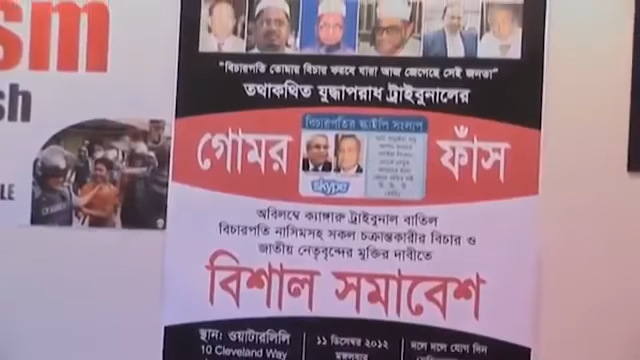 sm
sh
LE
"বিচারপতি তোমার বিচার করবে যারা আজ জেগেছে সেই জনতা"
তথাকথিত যুদ্ধাপরাধ ট্রাইবুনালের
বিচারপতির স্কাইপি সংলাপ
গোমর ফাঁস
skype
অবিলম্বে ক্যাঙ্গারু ট্রাইবুনাল বাতিল
বিচারপতি নাসিমসহ সকল চক্রান্তকারীর বিচার ও
জাতীয় নেতৃবৃন্দের মুক্তির দাবীতে
বিশাল সমাবেশ
স্থান: ওয়াটারলিলি ১১ ডিসেম্বর ২০১২ দলে দলে যোগ দিন
10 Cleveland Way মঙ্গলবার